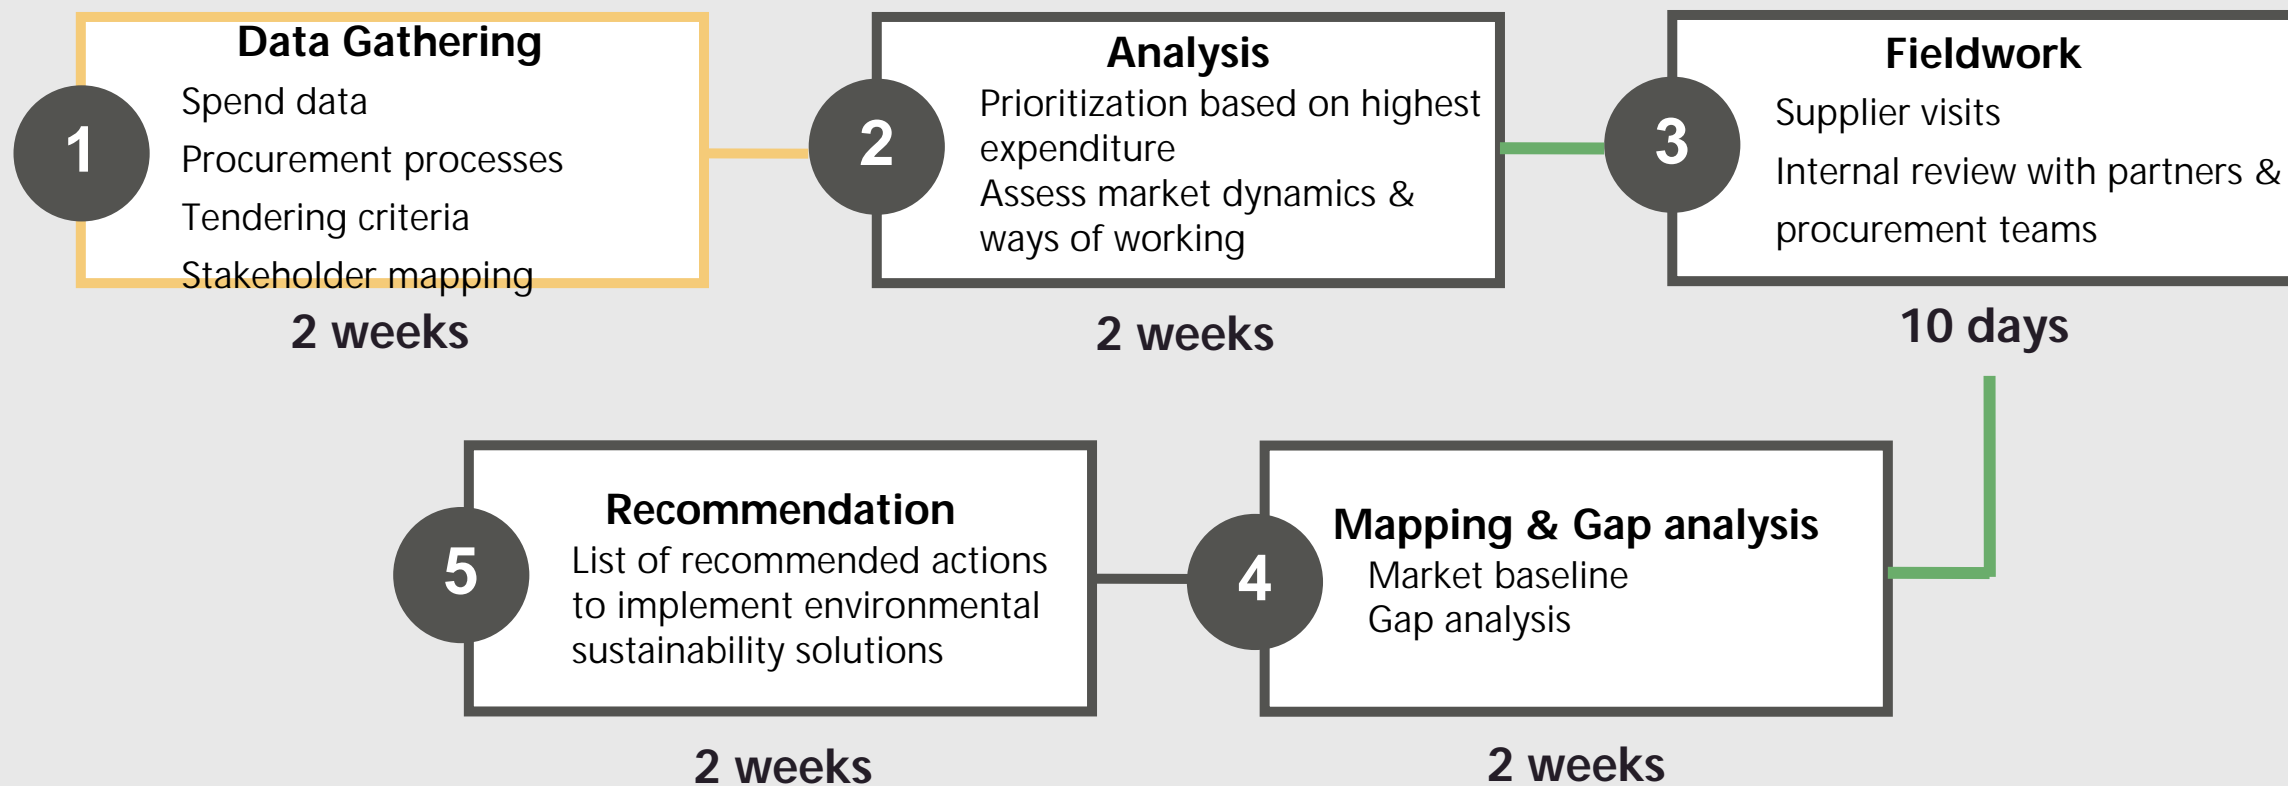 Data Gathering
1
Spend data
Procurement processes
Tendering criteria
Stakeholder mapping
2 weeks
Analysis
2
Prioritization based on highest
expenditure
Assess market dynamics &
ways of working
2 weeks
Fieldwork
3
Supplier visits
Internal review with partners &
procurement teams
10 days
Mapping & Gap analysis
4
Market baseline
Gap analysis
2 weeks
Recommendation
5
List of recommended actions
to implement environmental
sustainability solutions
2 weeks